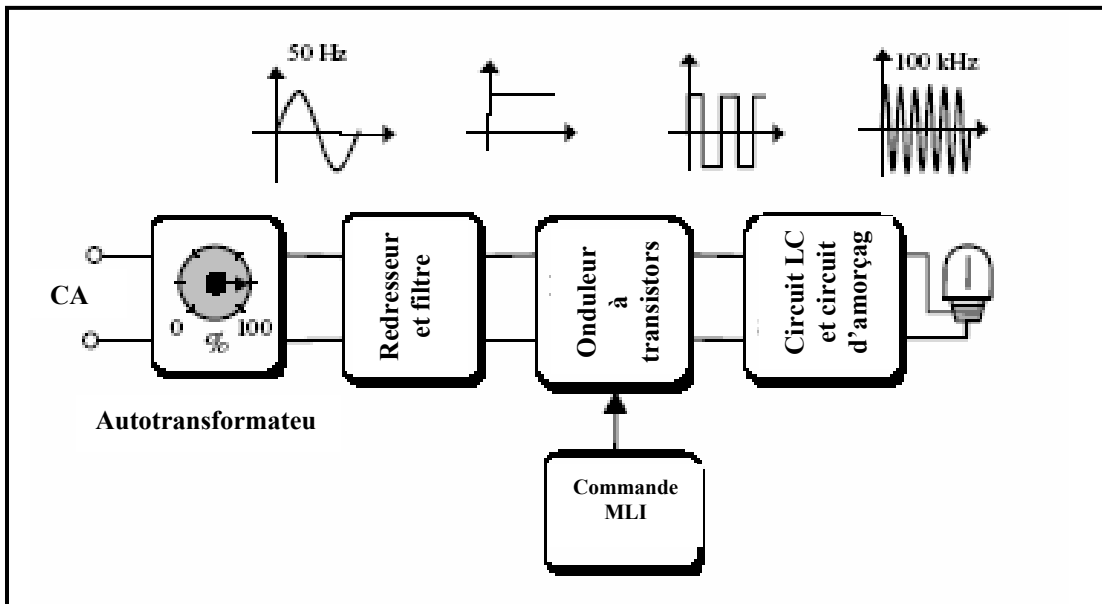 50 Hz
100 kHz
CA
0
100
%
Autotransformateu
Redresseur
et filtre
Onduleur
à
transistors
Circuit LC
et circuit
d'amorçag
Commande
MLI